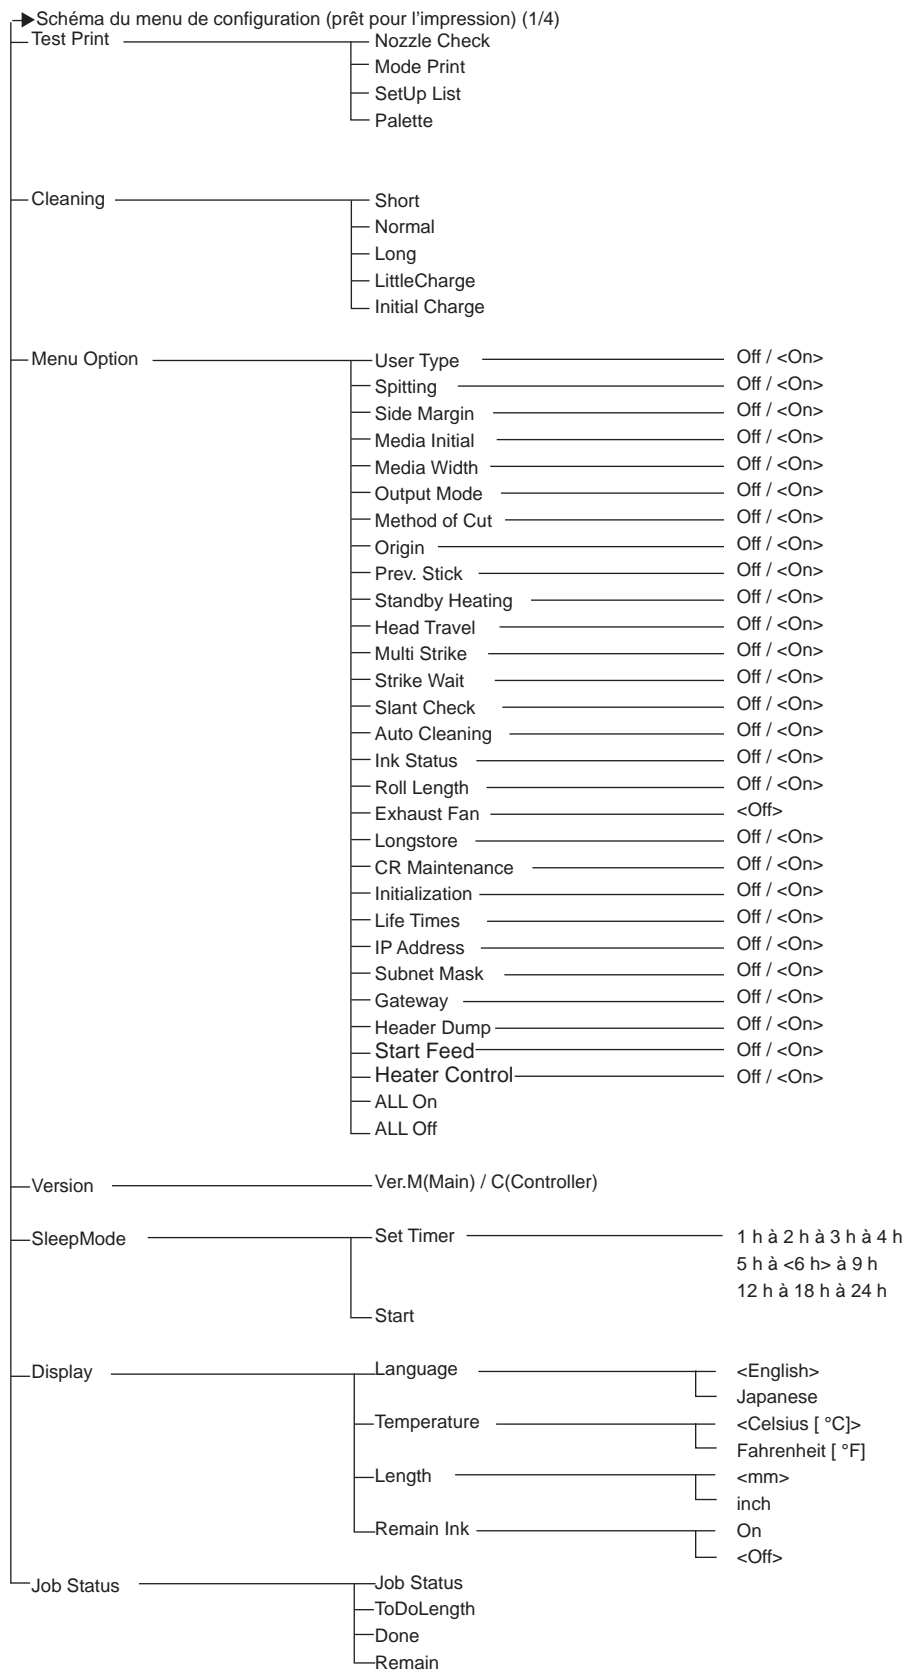 Schéma du menu de configuration (prêt pour l'impression) (1/4)
Test Print Nozzle Check
Mode Print
SetUp List
Palette
Cleaning Short
Normal
Long
LittleCharge
Initial Charge
Menu Option User Type Off / <On>
Spitting Off / <On>
Side Margin Off / <On>
Media Initial Off / <On>
Media Width Off / <On>
Output Mode Off / <On>
Method of Cut Off / <On>
Origin Off / <On>
Prev. Stick Off / <On>
Standby Heating Off / <On>
Head Travel Off / <On>
Multi Strike Off / <On>
Strike Wait Off / <On>
Slant Check Off / <On>
Auto Cleaning Off / <On>
Ink Status Off / <On>
Roll Length Off / <On>
Exhaust Fan <Off>
Longstore Off / <On>
CR Maintenance Off / <On>
Initialization Off / <On>
Life Times Off / <On>
IP Address Off / <On>
Subnet Mask Off / <On>
Gateway Off / <On>
Header Dump Off / <On>
Start Feed Off / <On>
Heater Control Off / <On>
ALL On
ALL Off
Version Ver.M(Main) / C(Controller)
SleepMode Set Timer 1 h à 2 h à 3 h à 4 h
5 h à <6 h> à 9 h
12 h à 18 h à 24 h
Start
Display Language <English>
Japanese
Temperature <Celsius [ °C]>
Fahrenheit [ °F]
Length <mm>
inch
Remain Ink On
<Off>
Job Status Job Status
ToDoLength
Done
Remain